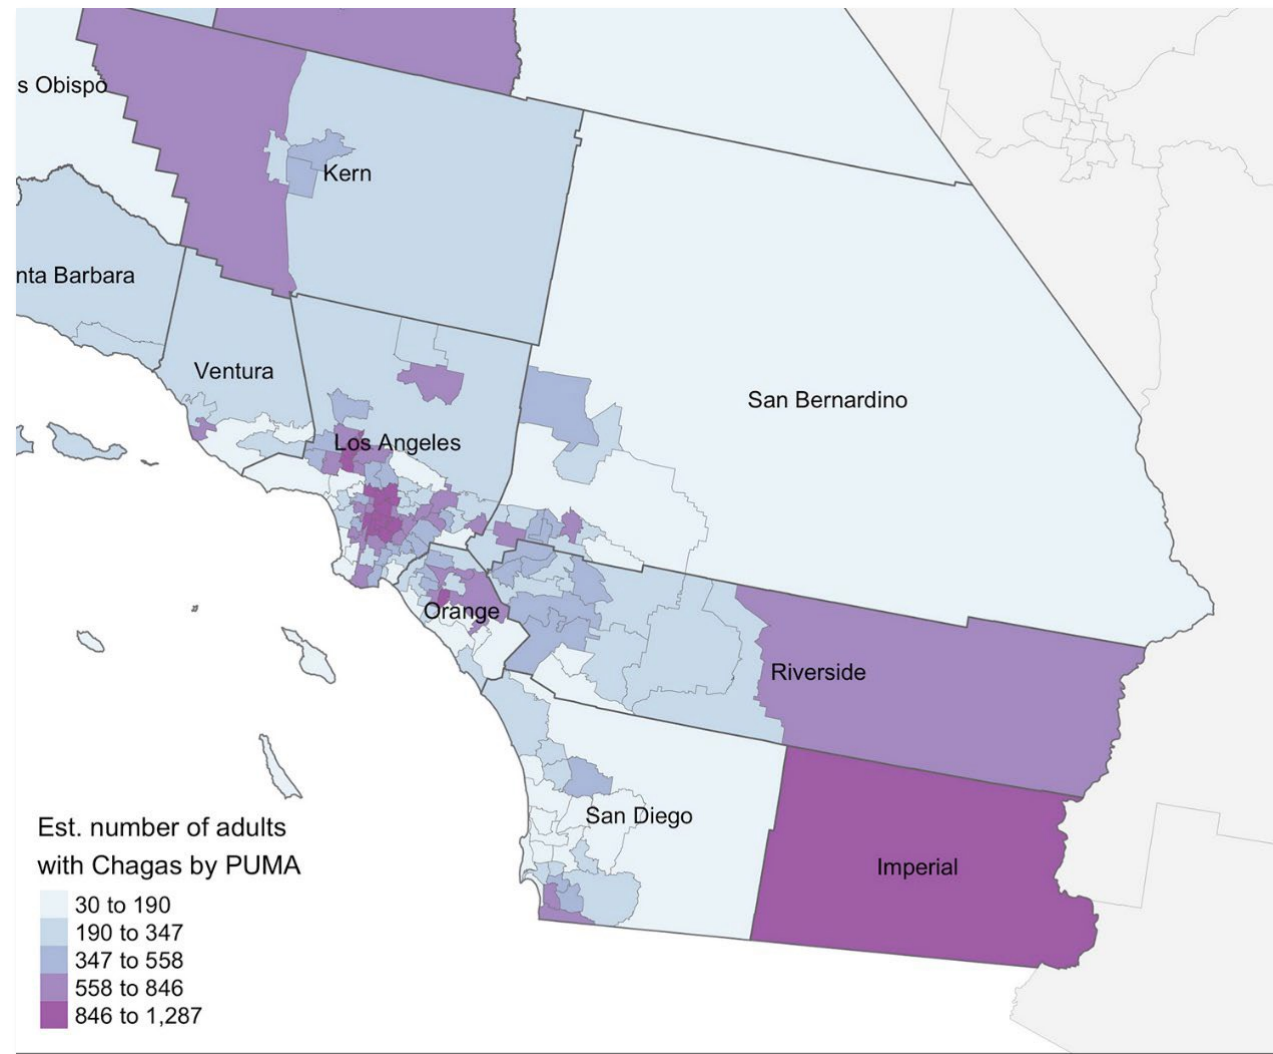 s Obispo
Kern
nta Barbara
Ventura
San Bernardino
Los Angeles
Orange
Riverside
San Diego
Imperial
Est. number of adults
with Chagas by PUMA
30 to 190
190 to 347
347 to 558
558 to 846
846 to 1,287